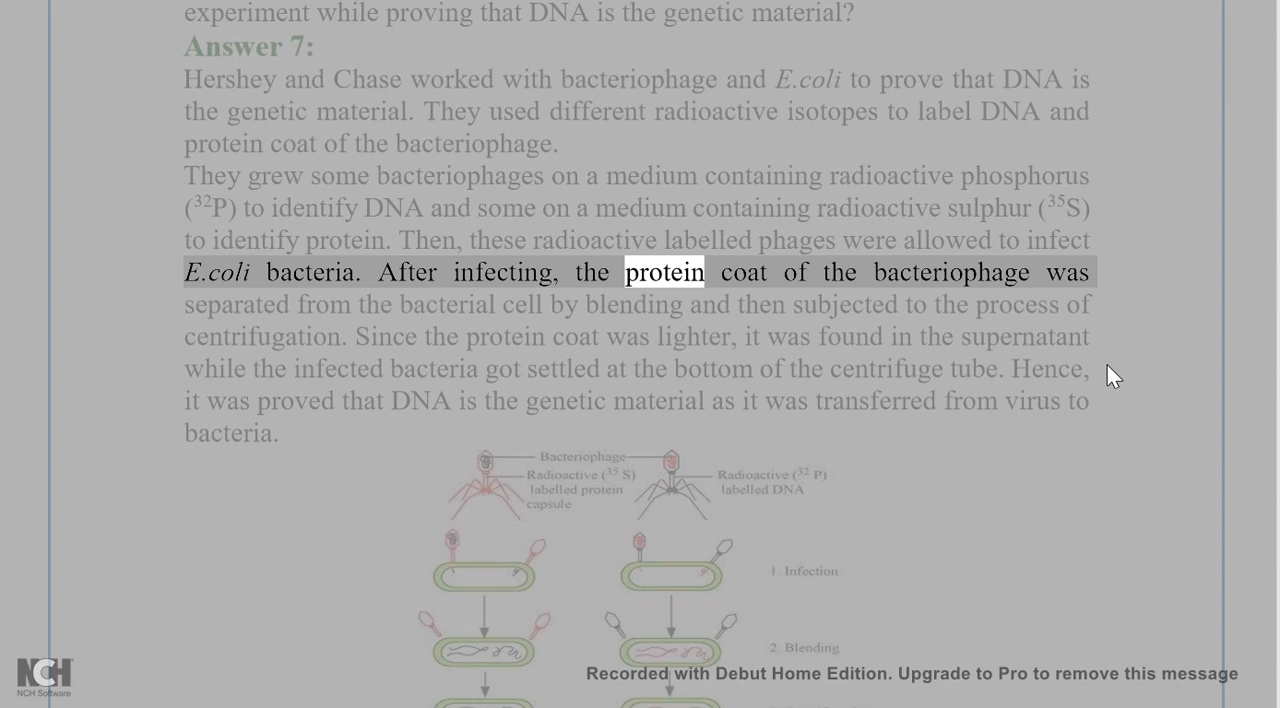 experiment while proving that DNA is the genetic material?
Answer 7:
Hershey and Chase worked with bacteriophage and E.coli to prove that DNA is
the genetic material. They used different radioactive isotopes to label DNA and
protein coat of the bacteriophage.
They grew some bacteriophages on a medium containing radioactive phosphorus
(³²P) to identify DNA and some on a medium containing radioactive sulphur (³⁵S)
to identify protein. Then, these radioactive labelled phages were allowed to infect
E.coli bacteria. After infecting, the protein coat of the bacteriophage was
separated from the bacterial cell by blending and then subjected to the process of
centrifugation. Since the protein coat was lighter, it was found in the supernatant
while the infected bacteria got settled at the bottom of the centrifuge tube. Hence,
it was proved that DNA is the genetic material as it was transferred from virus to
bacteria.
Bacteriophage
Radioactive (³⁵ S)
labelled protein
capsule
Radioactive (³² P)
labelled DNA
1. Infection
2. Blending
Recorded with Debut Home Edition. Upgrade to Pro to remove this message
NCH
NCH Software